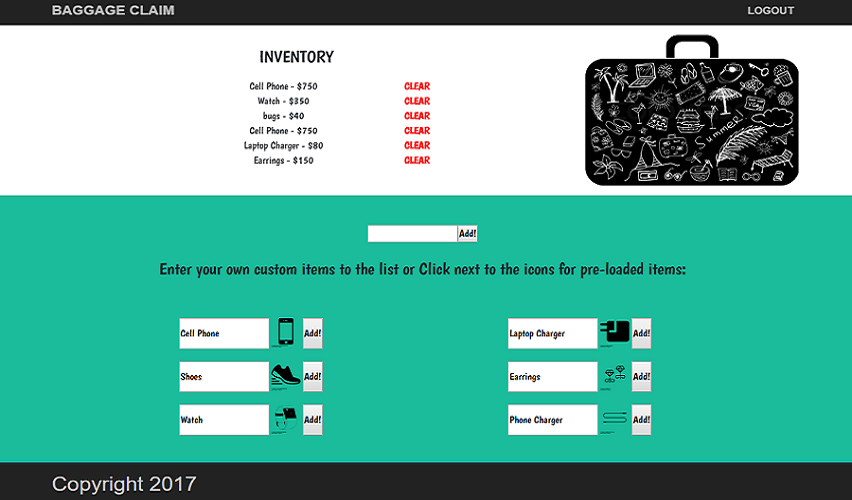 BAGGAGE CLAIM LOGOUT
INVENTORY
Cell Phone - $750 CLEAR
Watch - $350 CLEAR
bugs - $40 CLEAR
Cell Phone - $750 CLEAR
Laptop Charger - $80 CLEAR
Earrings - $150 CLEAR
Summer
Add!
Enter your own custom items to the list or Click next to the icons for pre-loaded items:
Cell Phone Add! Laptop Charger Add!
Shoes Add! Earrings Add!
Watch Add! Phone Charger Add!
Copyright 2017